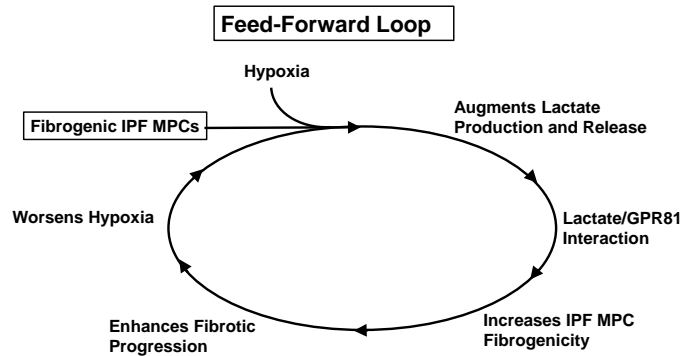 Feed-Forward Loop
Hypoxia
Fibrogenic IPF MPCs
Augments Lactate
Production and Release
Worsens Hypoxia
Lactate/GPR81
Interaction
Enhances Fibrotic
Progression
Increases IPF MPC
Fibrogenicity